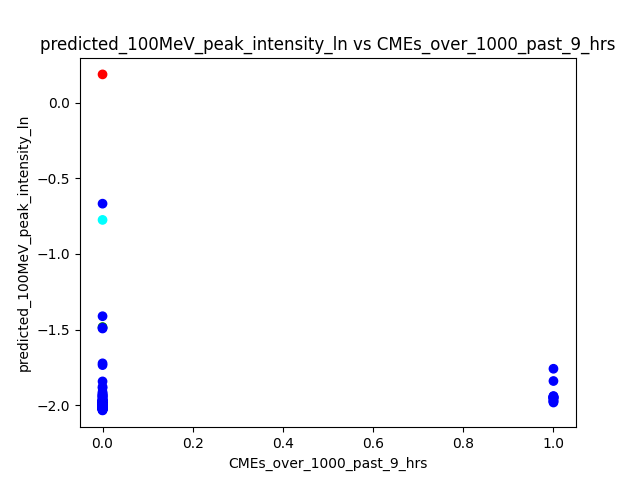 predicted_100MeV_peak_intensity_ln vs CMEs_over_1000_past_9_hrs
predicted_100MeV_peak_intensity_ln
0.0
−0.5
−1.0
−1.5
−2.0
0.0 0.2 0.4 0.6 0.8 1.0
CMEs_over_1000_past_9_hrs